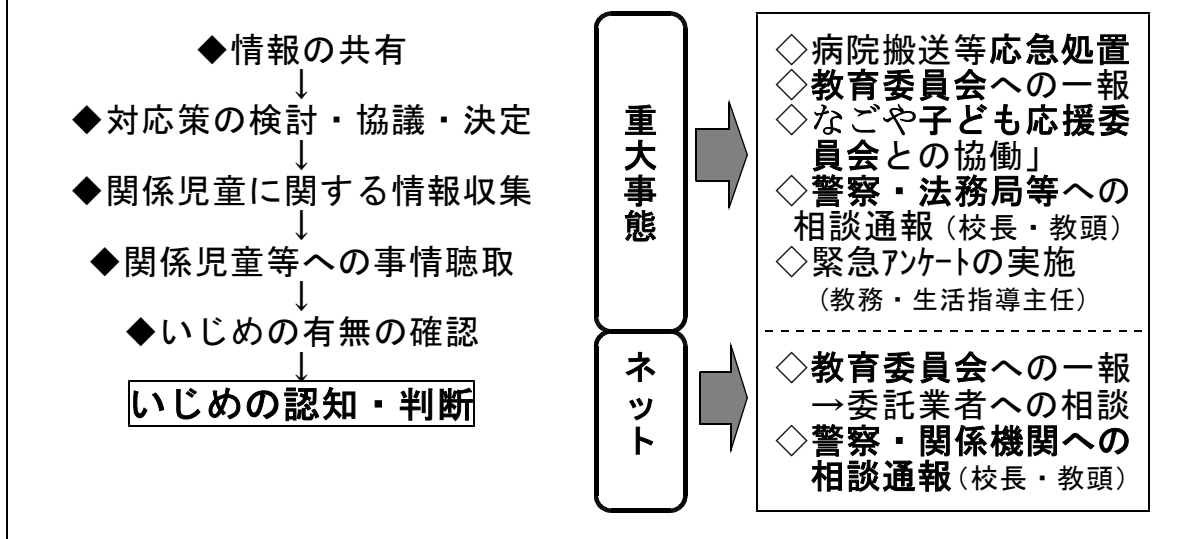 ◆情報の共有
↓
◆対応策の検討・協議・決定
↓
◆関係児童に関する情報収集
↓
◆関係児童等への事情聴取
↓
◆いじめの有無の確認
↓
いじめの認知・判断
重大事態
◇病院搬送等応急処置
◇教育委員会への一報
◇なごや子ども応援委
員会との協働」
◇警察・法務局等への
相談通報(校長・教頭)
◇緊急アンケートの実施
(教務・生活指導主任)
ネット
◇教育委員会への一報
→委託業者への相談
◇警察・関係機関への
相談通報(校長・教頭)